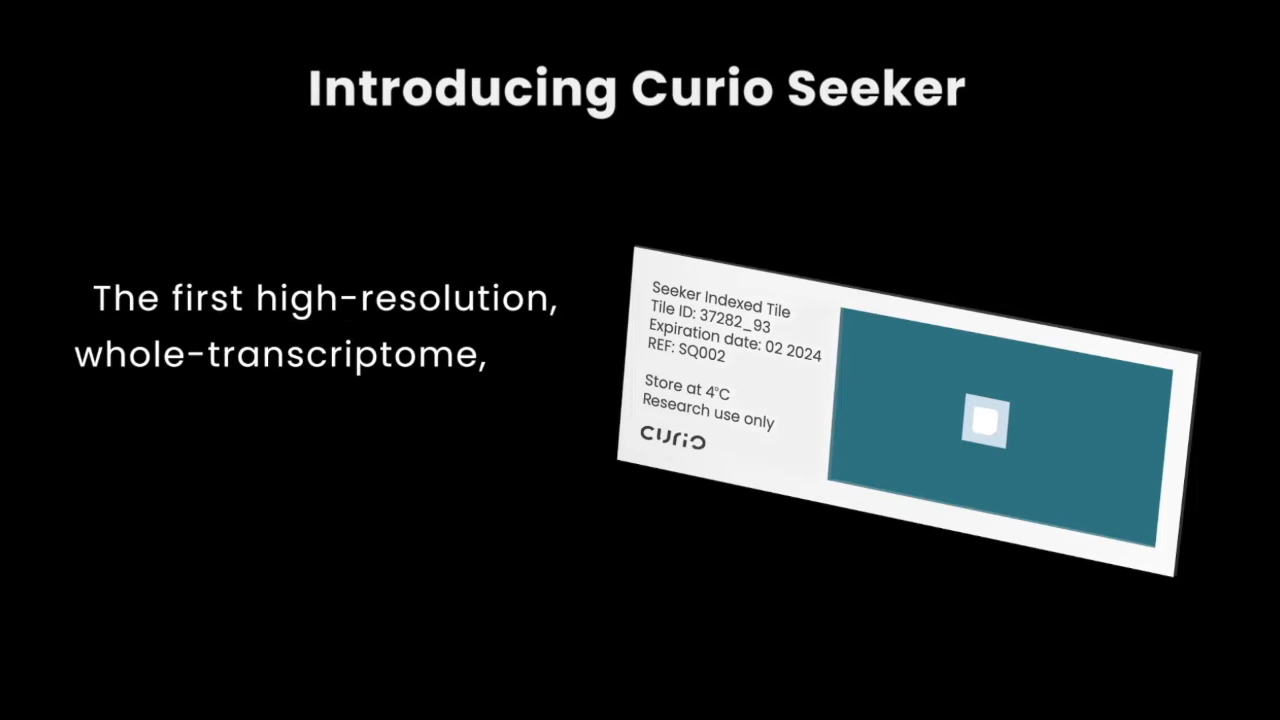 Introducing Curio Seeker
The first high-resolution,
whole-transcriptome,
Seeker Indexed Tile
Tile ID: 37282_93
Expiration date: 02 2024
REF: SQ002
Store at 4°C
Research use only
curio